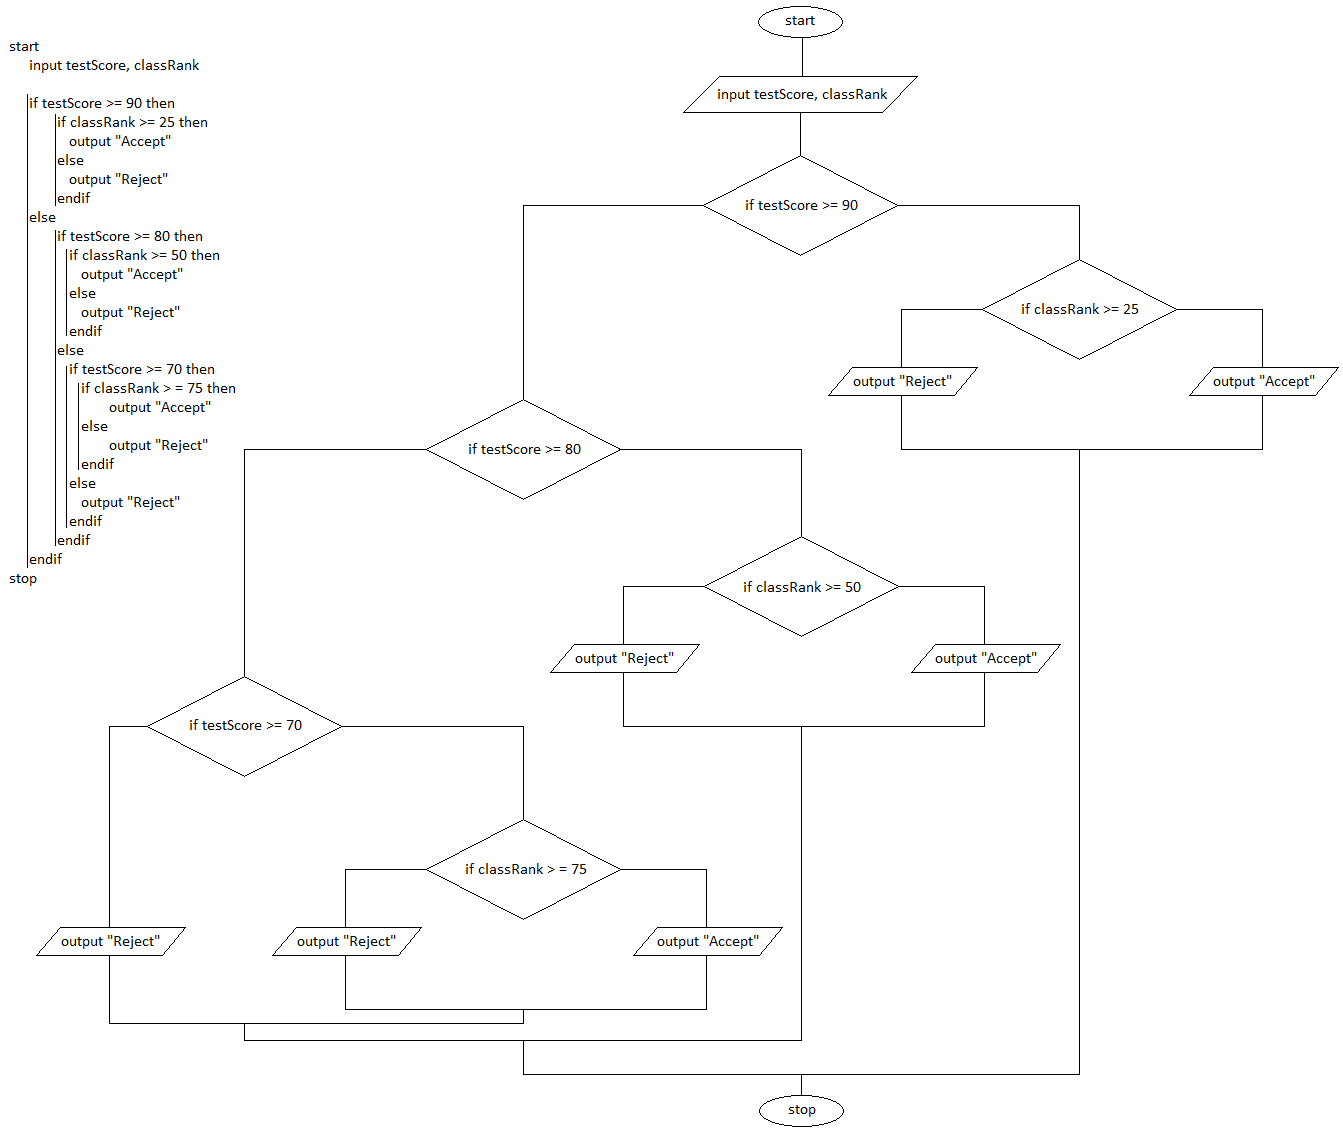 start
input testScore, classRank
if testScore >= 90 then
if classRank >= 25 then
output "Accept"
else
output "Reject"
endif
else
if testScore >= 80 then
if classRank >= 50 then
output "Accept"
else
output "Reject"
endif
else
if testScore >= 70 then
if classRank > = 75 then
output "Accept"
else
output "Reject"
endif
else
output "Reject"
endif
endif
endif
stop
start
input testScore, classRank
if testScore >= 90
if classRank >= 25
output "Reject"
output "Accept"
if testScore >= 80
if classRank >= 50
output "Reject"
output "Accept"
if testScore >= 70
if classRank > = 75
output "Reject"
output "Reject"
output "Accept"
stop